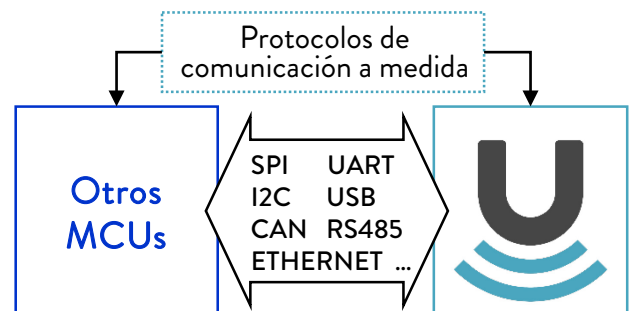 Protocolos de
comunicación a medida
Otros
MCUs
SPI UART
I2C USB
CAN RS485
ETHERNET ...
U